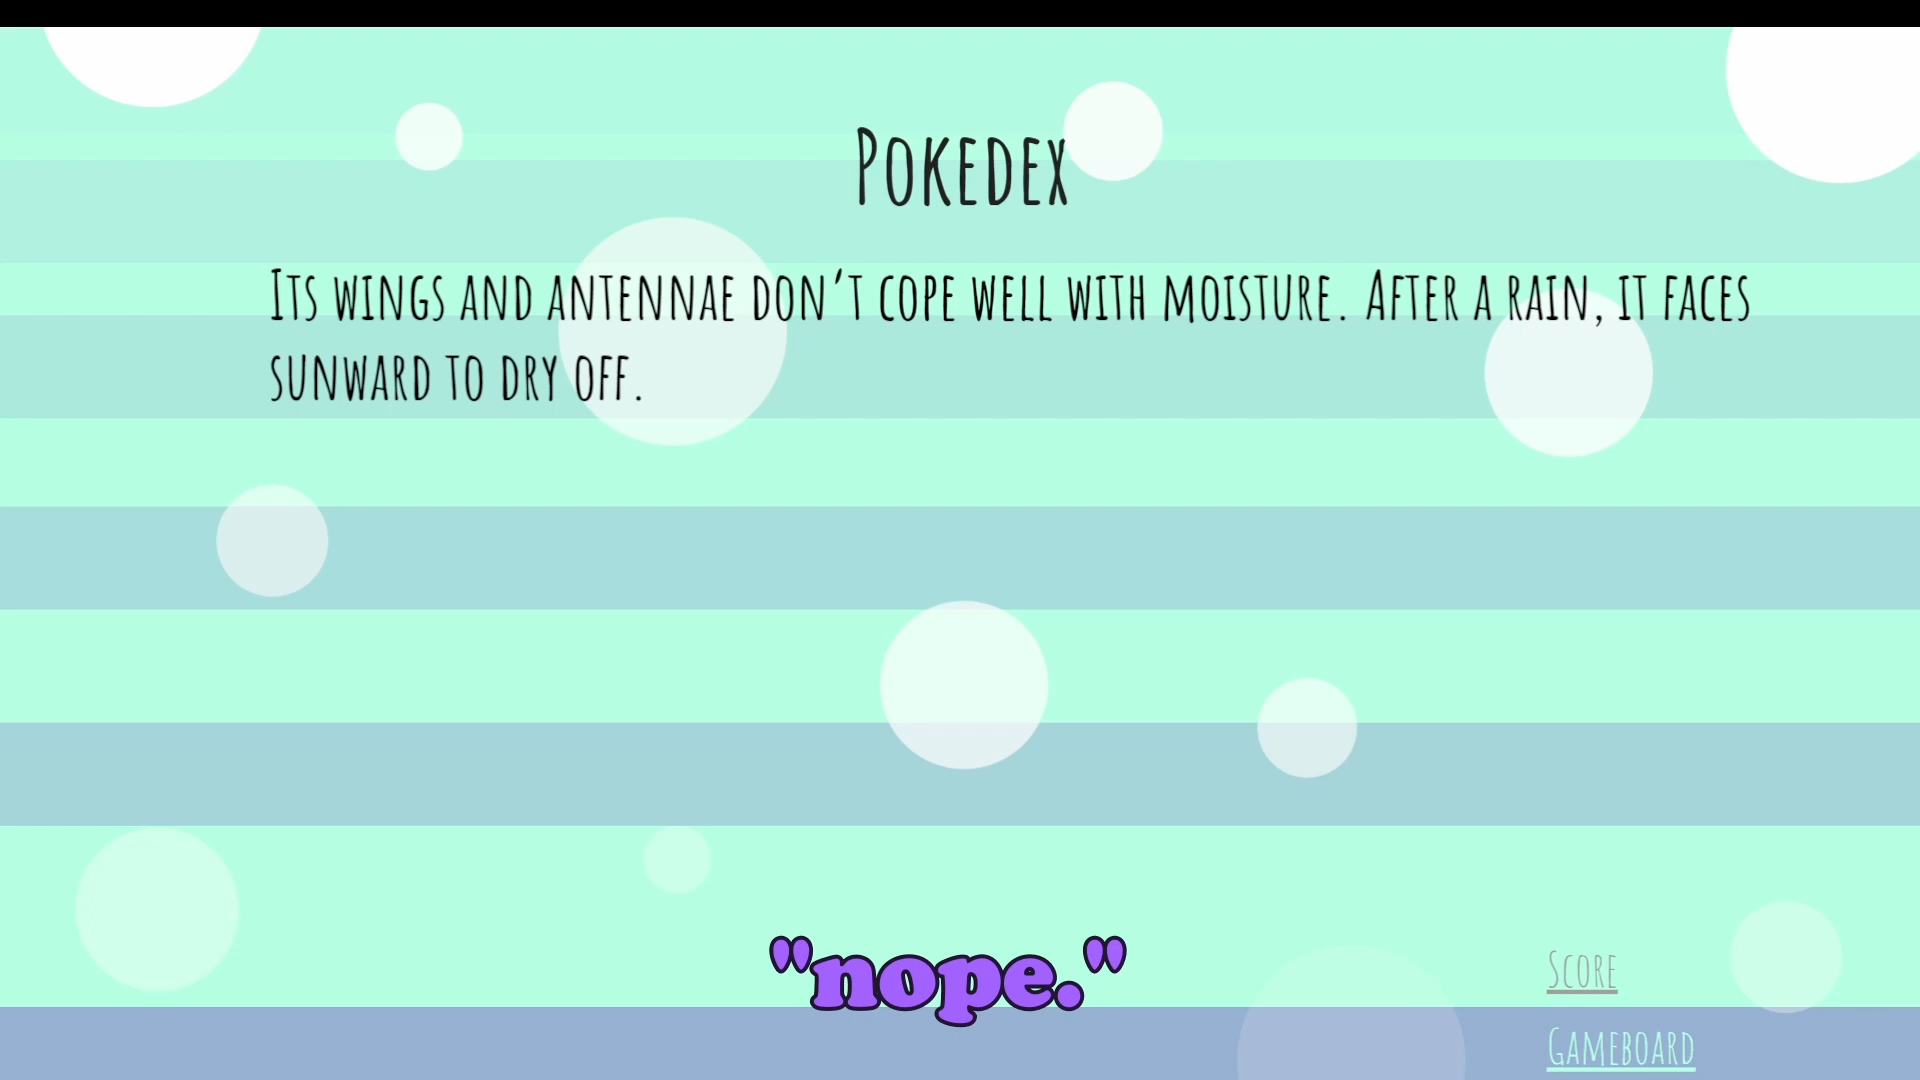 Pokedex
Its wings and antennae don't cope well with moisture. After a rain, it faces
sunward to dry off.
"nope."
Score
Gameboard